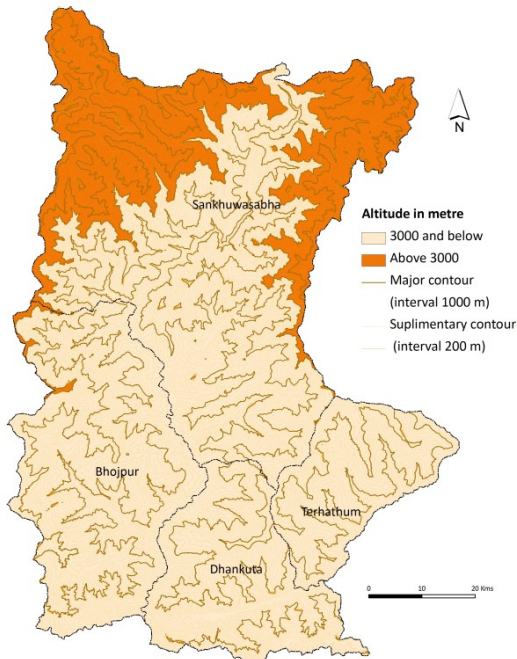 N
Sankhuwasabha
Altitude in metre
3000 and below
Above 3000
Major contour
(interval 1000 m)
Suplimentary contour
(interval 200 m)
Bhojpur
Terhathum
Dhankuta
0 10 20 Kms